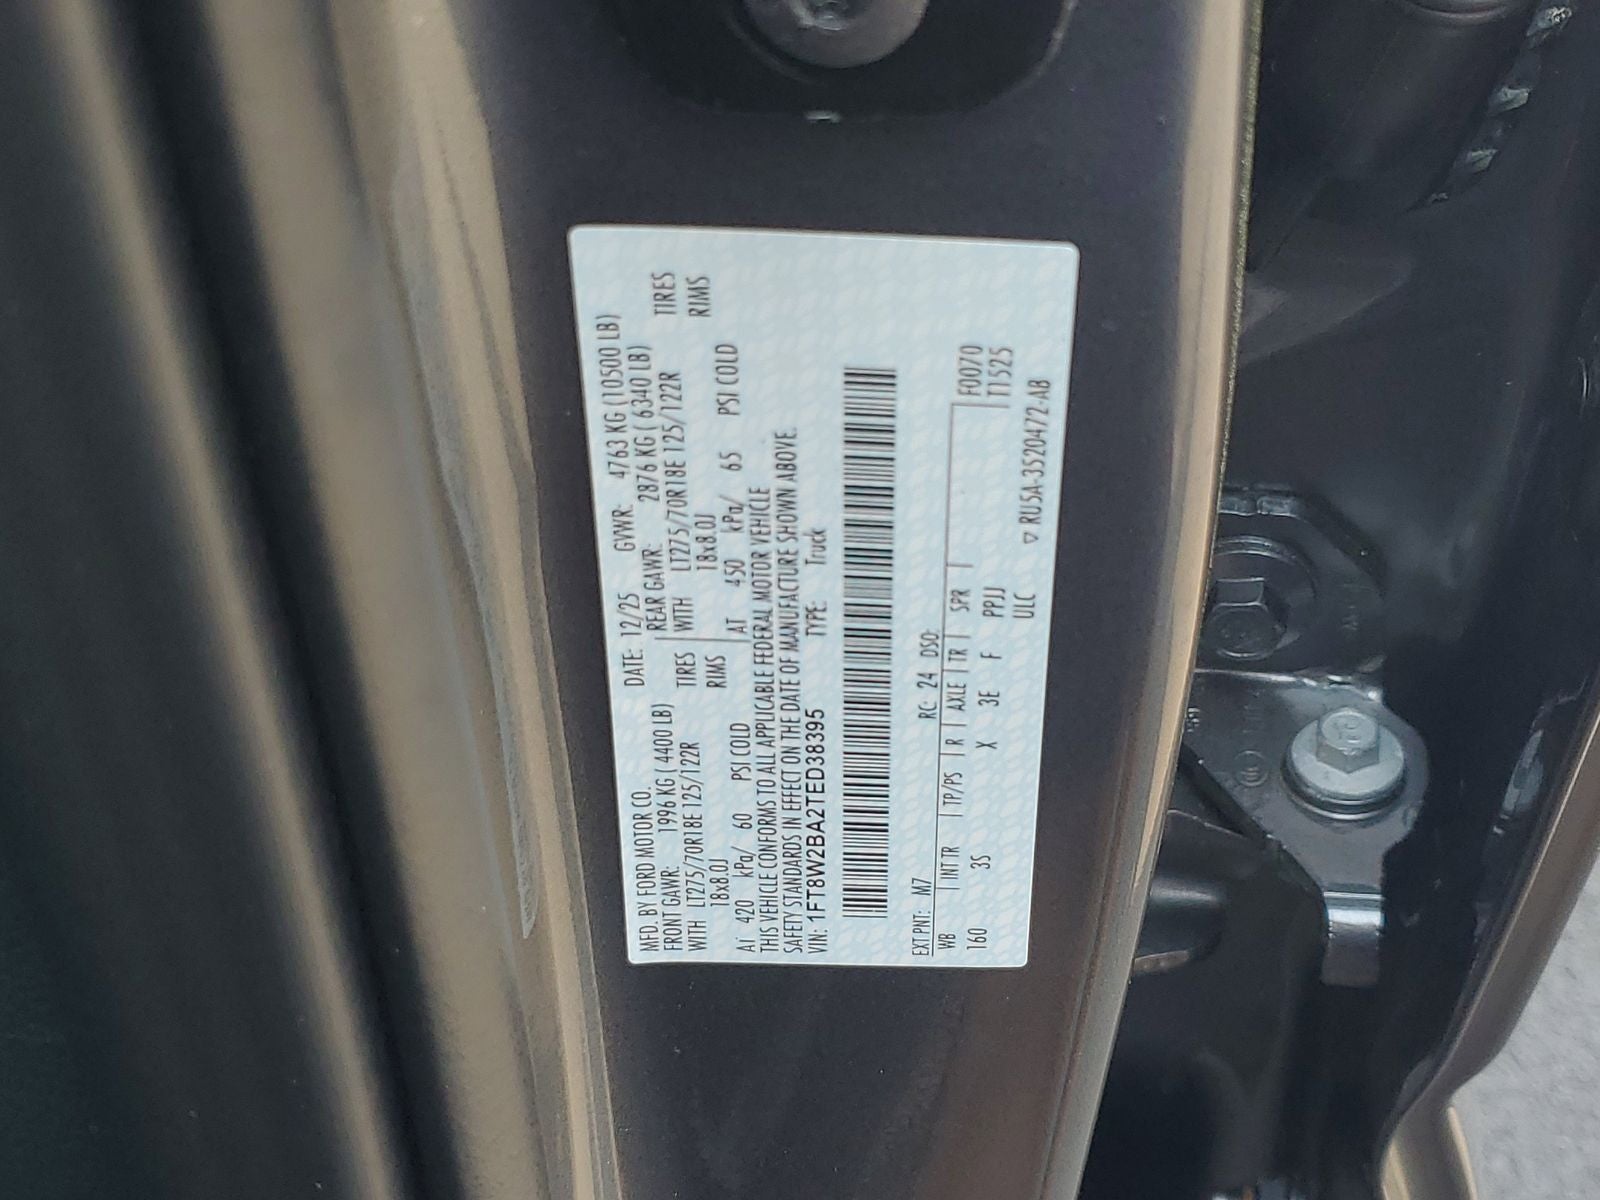 MFD. BY FORD MOTOR CO. DATE: 12/25 GVWR: 4763 KG (10500 LB)
FRONT GAWR: 1996 KG ( 4400 LB) REAR GAWR: 2876 KG ( 6340 LB)
WITH LT275/70R18E 125/122R TIRES WITH LT275/70R18E 125/122R TIRES
18x8.0J RIMS 18x8.0J RIMS
AT 420 kPa/ 60 PSI COLD AT 450 kPa/ 65 PSI COLD
THIS VEHICLE CONFORMS TO ALL APPLICABLE FEDERAL MOTOR VEHICLE
SAFETY STANDARDS IN EFFECT ON THE DATE OF MANUFACTURE SHOWN ABOVE.
VIN: 1FT8W2BA2TED38395 TYPE: Truck
EXT PNT: M7 RC: 24 DSO:
WB INT TR TP/PS R AXLE TR SPR F0070
160 3S X 3E F PPJJ T1525
ULC ▽ RU5A-3520472-AB